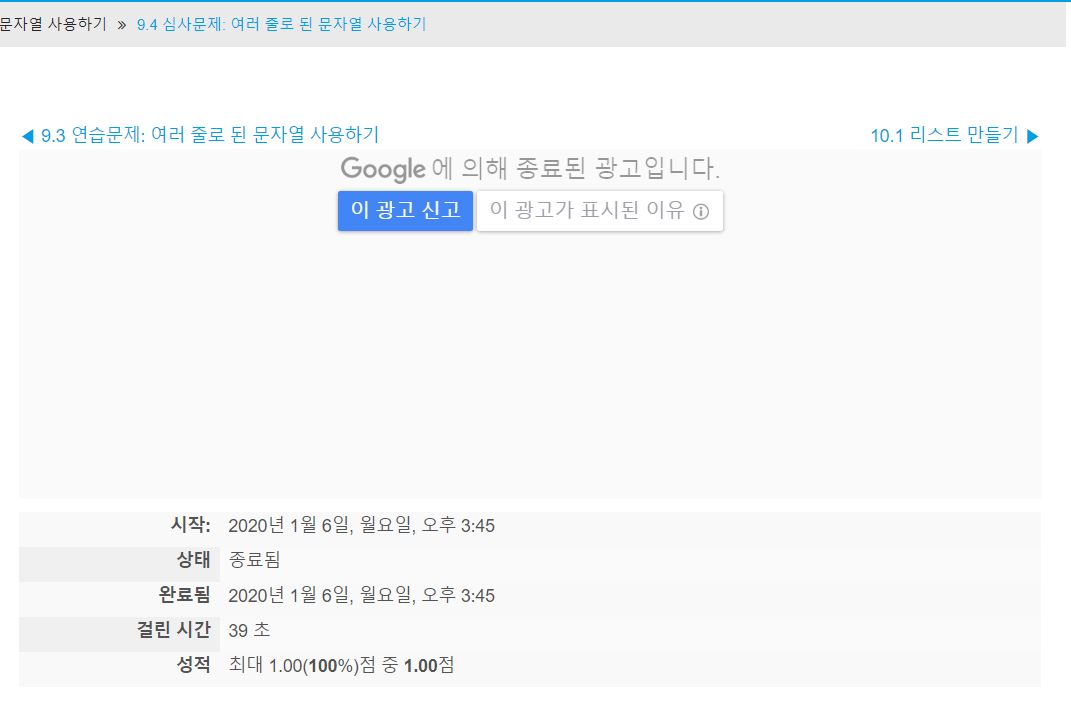 문자열 사용하기 » 9.4 심사문제: 여러 줄로 된 문자열 사용하기
◀ 9.3 연습문제: 여러 줄로 된 문자열 사용하기 10.1 리스트 만들기 ▶
Google 에 의해 종료된 광고입니다.
이 광고 신고 이 광고가 표시된 이유 ⓘ
시작: 2020년 1월 6일, 월요일, 오후 3:45
상태 종료됨
완료됨 2020년 1월 6일, 월요일, 오후 3:45
걸린 시간 39 초
성적 최대 1.00(100%)점 중 1.00점